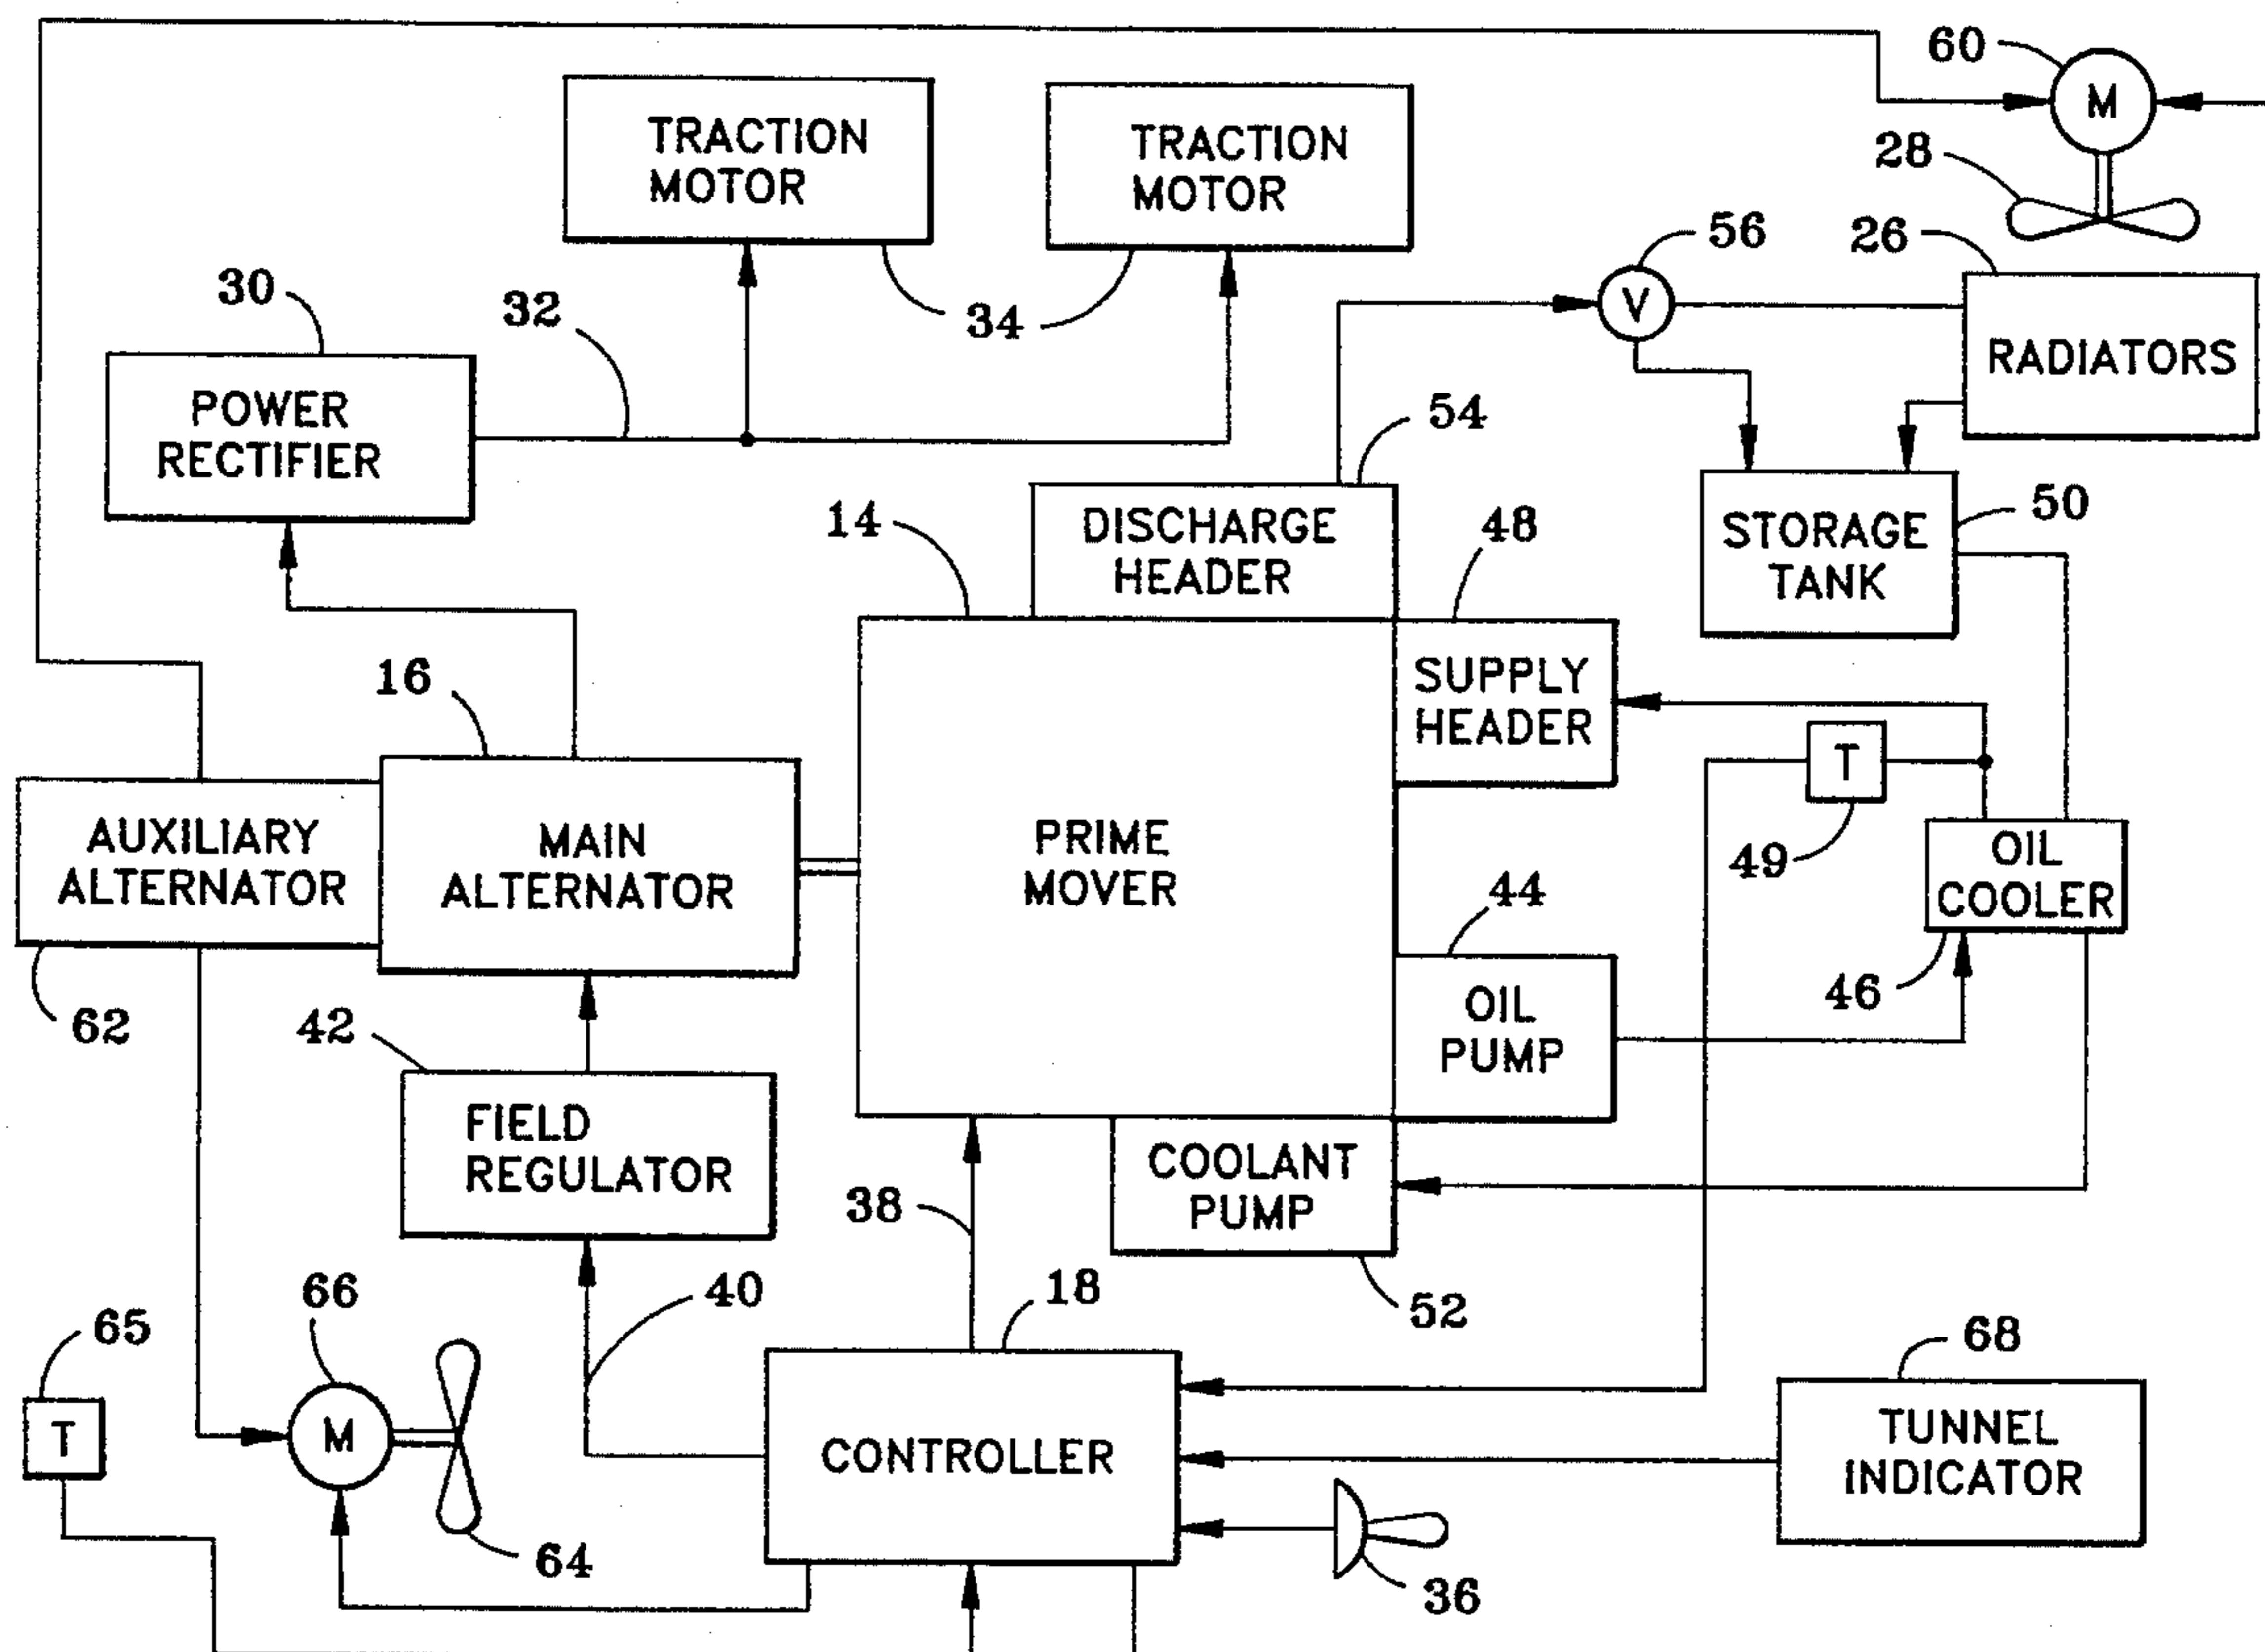 60
M
TRACTION
MOTOR
TRACTION
MOTOR
28
56
26
30
32
34
V
RADIATORS
POWER
RECTIFIER
54
14
DISCHARGE
HEADER
48
STORAGE
TANK
50
16
SUPPLY
HEADER
T
49
AUXILIARY
ALTERNATOR
MAIN
ALTERNATOR
PRIME
MOVER
OIL
COOLER
44
46
62
42
OIL
PUMP
FIELD
REGULATOR
COOLANT
PUMP
38
66
40
18
52
65
68
T
M
CONTROLLER
TUNNEL
INDICATOR
64
36